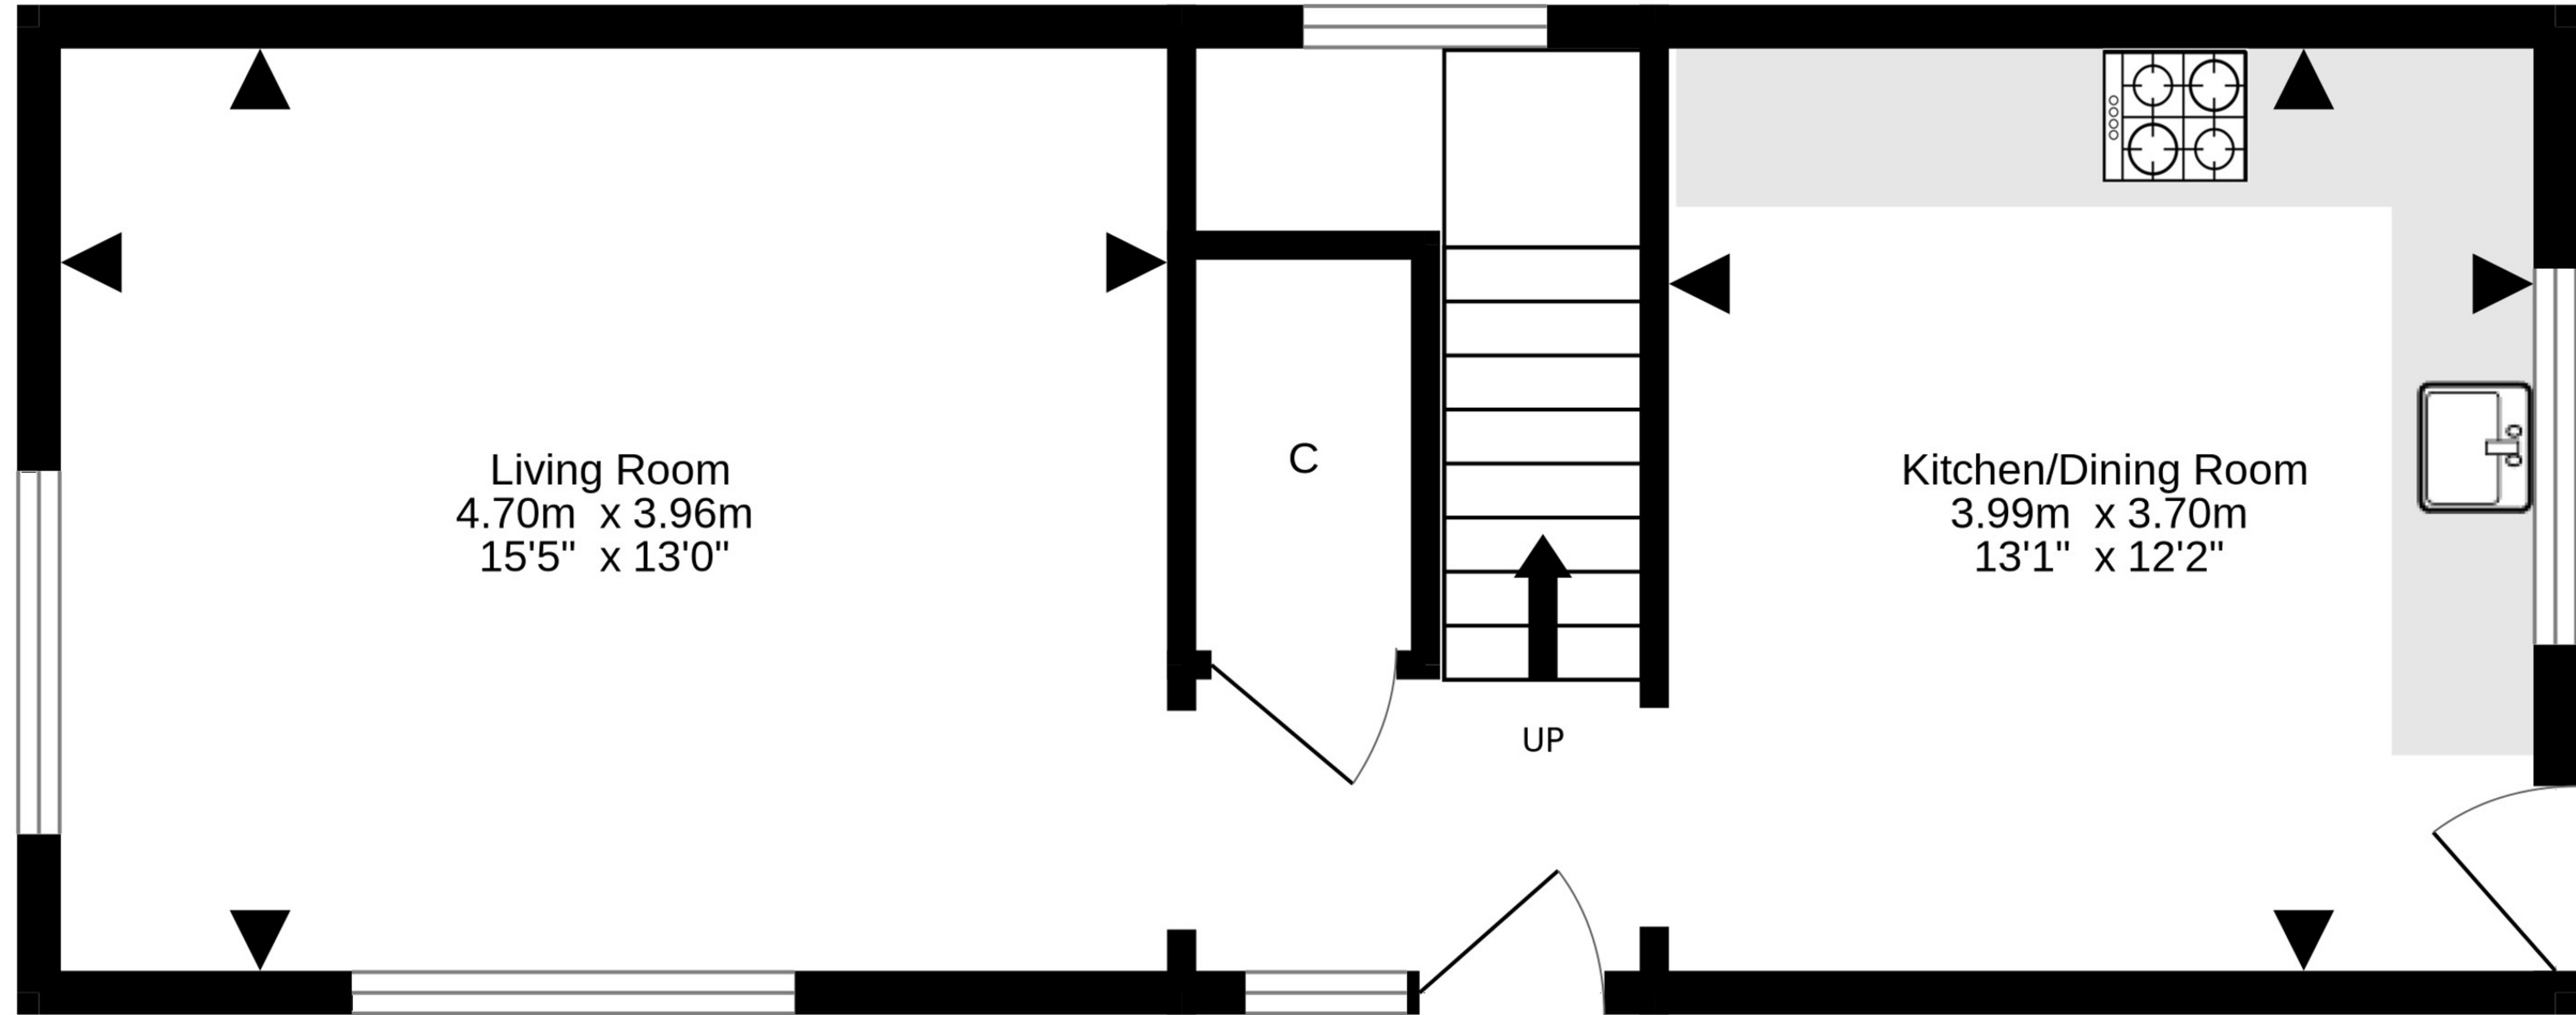 Living Room
4.70m x 3.96m
15'5" x 13'0"
C
UP
Kitchen/Dining Room
3.99m x 3.70m
13'1" x 12'2"